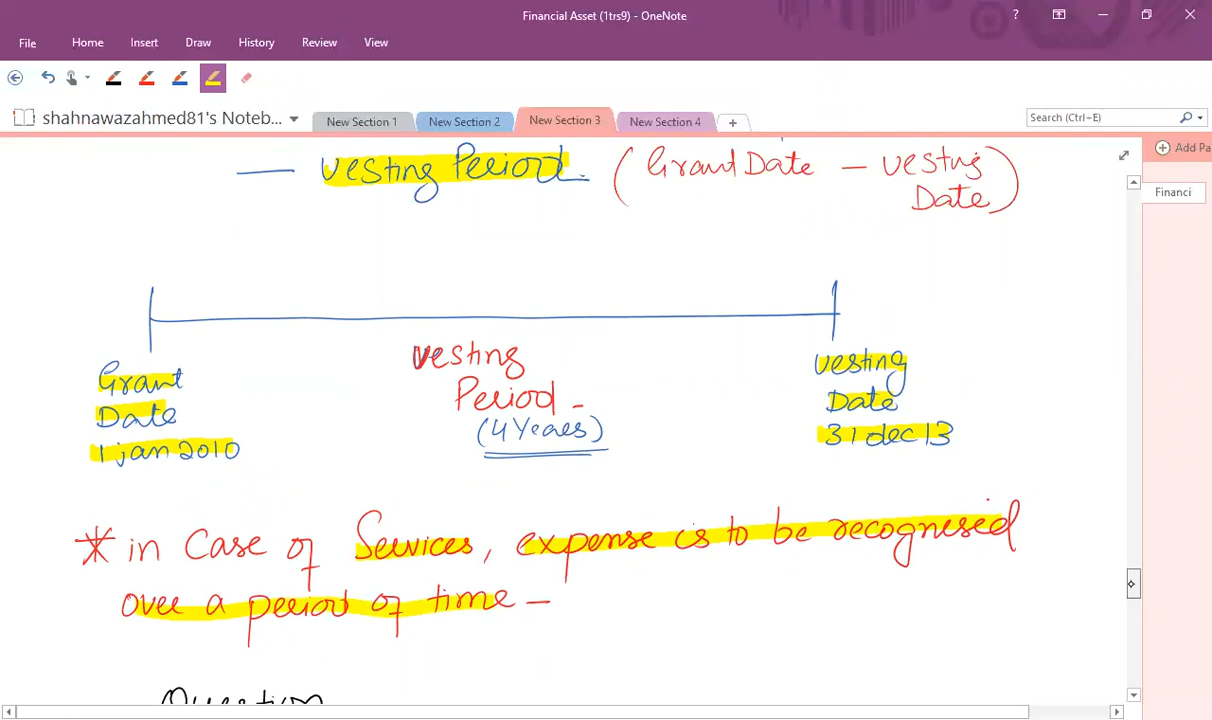 Financial Asset (1trs9) - OneNote
?
File Home Insert Draw History Review View
shahnawazahmed81's Noteb... New Section 1 New Section 2 New Section 3 New Section 4 + Search (Ctrl+E)
Add Pa
Financi
— Vesting Period. (Grant Date — vesting
Date)
Vesting
Period -
(4 Years)
Grant
Date
1 jan 2010
Vesting
Date
31 dec 13
* in Case of Services, expense is to be recognesied
over a period of time -
Question